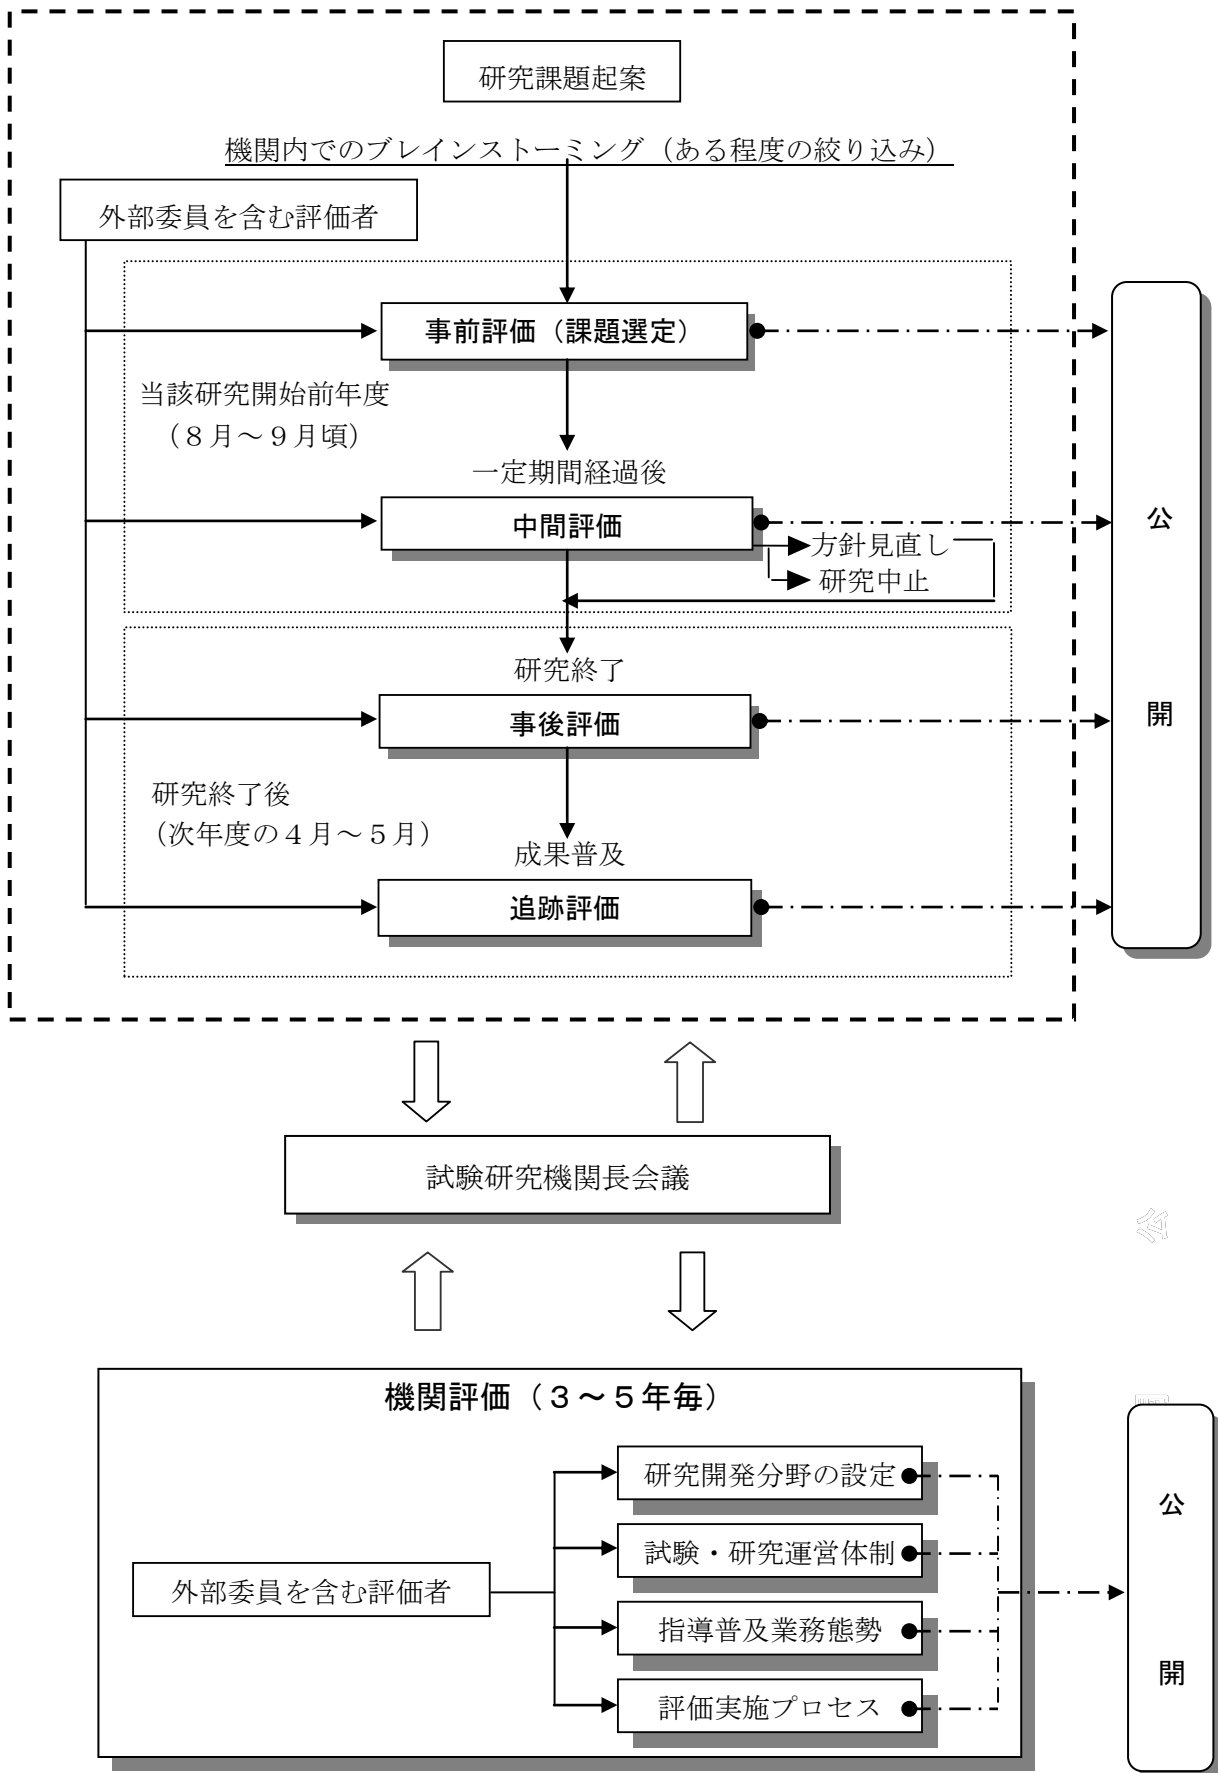 研究課題起案
機関内でのブレインストーミング（ある程度の絞り込み）
外部委員を含む評価者
事前評価（課題選定）
当該研究開始前年度
（８月～９月頃）
一定期間経過後
中間評価
方針見直し
研究中止
研究終了
事後評価
研究終了後
（次年度の４月～５月）
成果普及
追跡評価
公
開
試験研究機関長会議
公
機関評価（３～５年毎）
研究開発分野の設定
試験・研究運営体制
外部委員を含む評価者
指導普及業務態勢
評価実施プロセス
公
開